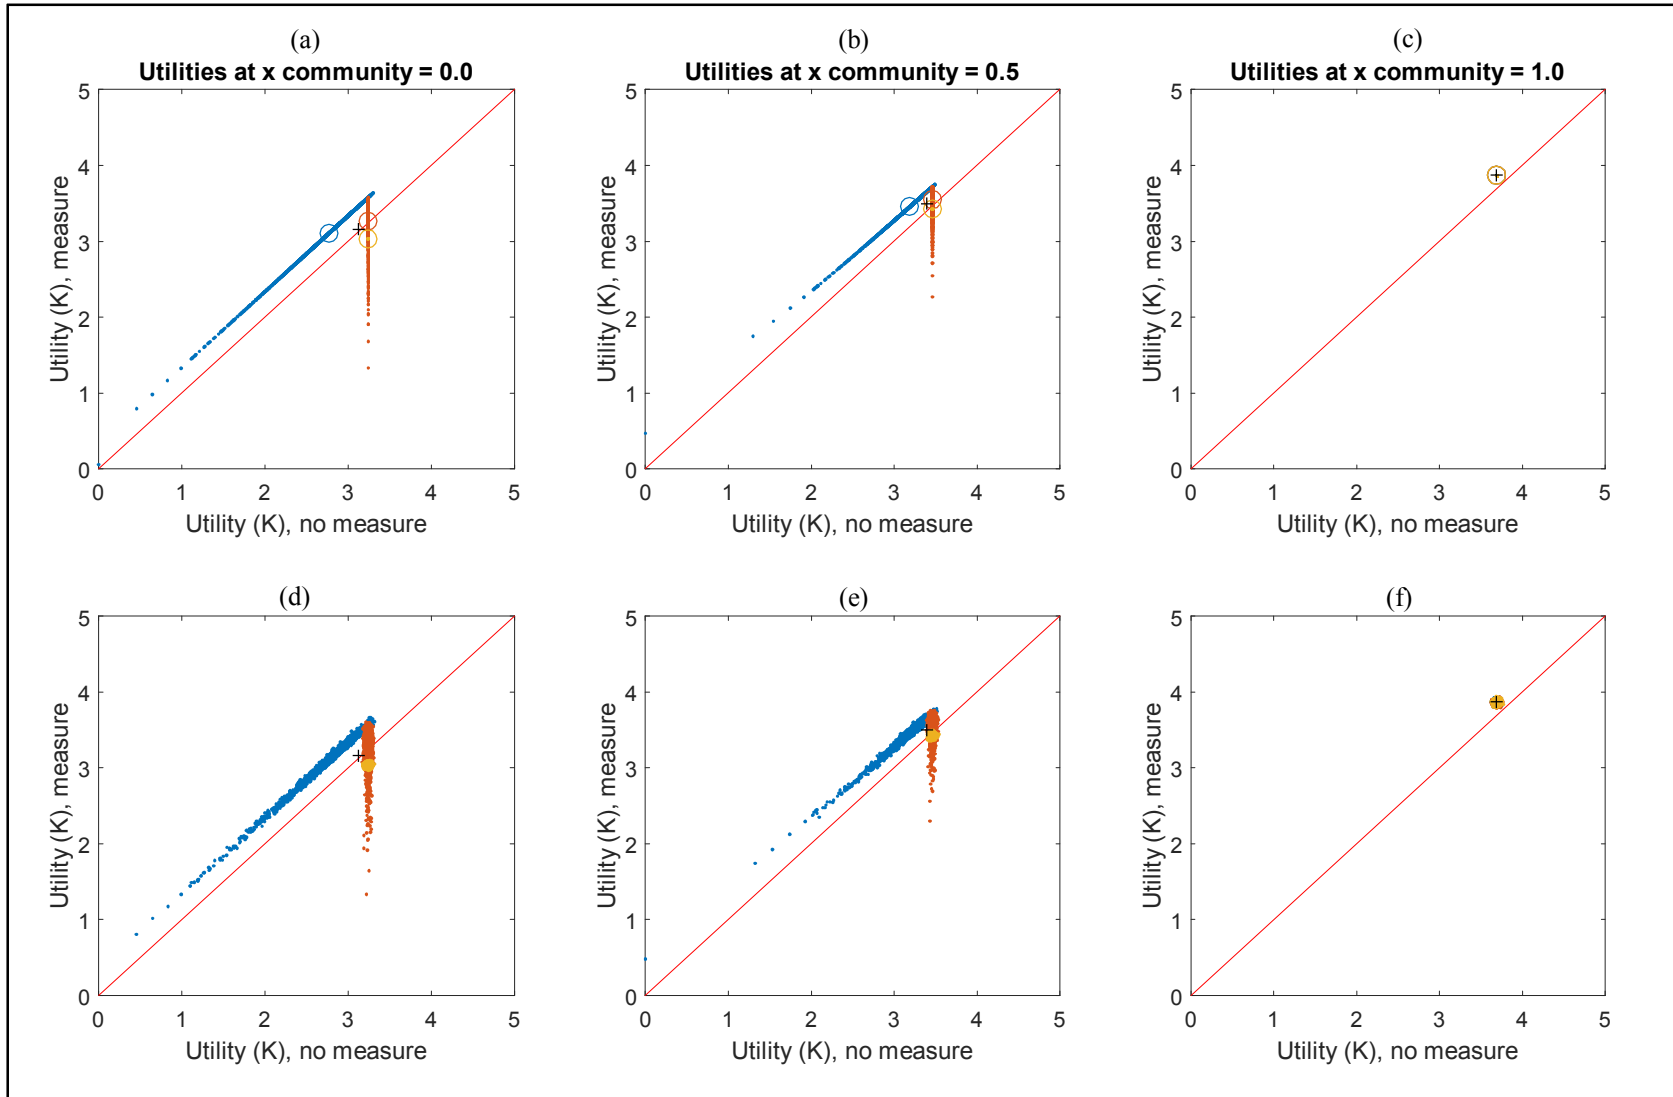 (a)
Utilities at x community = 0.0
5
4
3
2
1
0
0 1 2 3 4 5
Utility (K), measure
Utility (K), no measure
(b)
Utilities at x community = 0.5
5
4
3
2
1
0
0 1 2 3 4 5
Utility (K), measure
Utility (K), no measure
(c)
Utilities at x community = 1.0
5
4
3
2
1
0
0 1 2 3 4 5
Utility (K), measure
Utility (K), no measure
(d)
5
4
3
2
1
0
0 1 2 3 4 5
Utility (K), measure
Utility (K), no measure
(e)
5
4
3
2
1
0
0 1 2 3 4 5
Utility (K), measure
Utility (K), no measure
(f)
5
4
3
2
1
0
0 1 2 3 4 5
Utility (K), measure
Utility (K), no measure